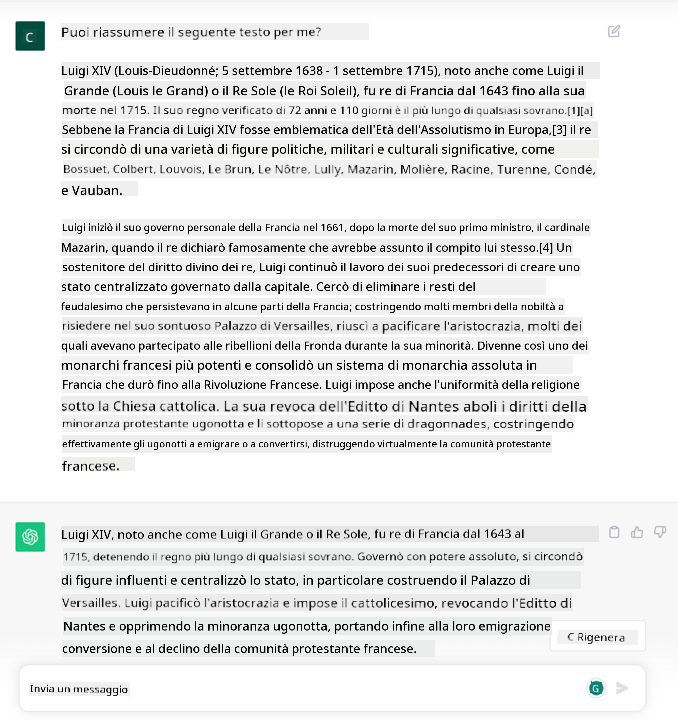 C
Puoi riassumere il seguente testo per me?
Luigi XIV (Louis-Dieudonné; 5 settembre 1638 - 1 settembre 1715), noto anche come Luigi il
Grande (Louis le Grand) o il Re Sole (le Roi Soleil), fu re di Francia dal 1643 fino alla sua
morte nel 1715. Il suo regno verificato di 72 anni e 110 giorni è il più lungo di qualsiasi sovrano.[1][a]
Sebbene la Francia di Luigi XIV fosse emblematica dell'Età dell'Assolutismo in Europa,[3] il re
si circondò di una varietà di figure politiche, militari e culturali significative, come
Bossuet, Colbert, Louvois, Le Brun, Le Nôtre, Lully, Mazarin, Molière, Racine, Turenne, Condé,
e Vauban.
Luigi iniziò il suo governo personale della Francia nel 1661, dopo la morte del suo primo ministro, il cardinale
Mazarin, quando il re dichiarò famosamente che avrebbe assunto il compito lui stesso.[4] Un
sostenitore del diritto divino dei re, Luigi continuò il lavoro dei suoi predecessori di creare uno
stato centralizzato governato dalla capitale. Cercò di eliminare i resti del
feudalesimo che persistevano in alcune parti della Francia; costringendo molti membri della nobiltà a
risiedere nel suo sontuoso Palazzo di Versailles, riuscì a pacificare l'aristocrazia, molti dei
quali avevano partecipato alle ribellioni della Fronda durante la sua minorità. Divenne così uno dei
monarchi francesi più potenti e consolidò un sistema di monarchia assoluta in
Francia che durò fino alla Rivoluzione Francese. Luigi impose anche l'uniformità della religione
sotto la Chiesa cattolica. La sua revoca dell'Editto di Nantes abolì i diritti della
minoranza protestante ugonotta e li sottopose a una serie di dragonnades, costringendo
effettivamente gli ugonotti a emigrare o a convertirsi, distruggendo virtualmente la comunità protestante
francese.
Luigi XIV, noto anche come Luigi il Grande o il Re Sole, fu re di Francia dal 1643 al
1715, detenendo il regno più lungo di qualsiasi sovrano. Governò con potere assoluto, si circondò
di figure influenti e centralizzò lo stato, in particolare costruendo il Palazzo di
Versailles. Luigi pacificò l'aristocrazia e impose il cattolicesimo, revocando l'Editto di
Nantes e opprimendo la minoranza ugonotta, portando infine alla loro emigrazione
C Rigenera
conversione e al declino della comunità protestante francese.
Invia un messaggio
G